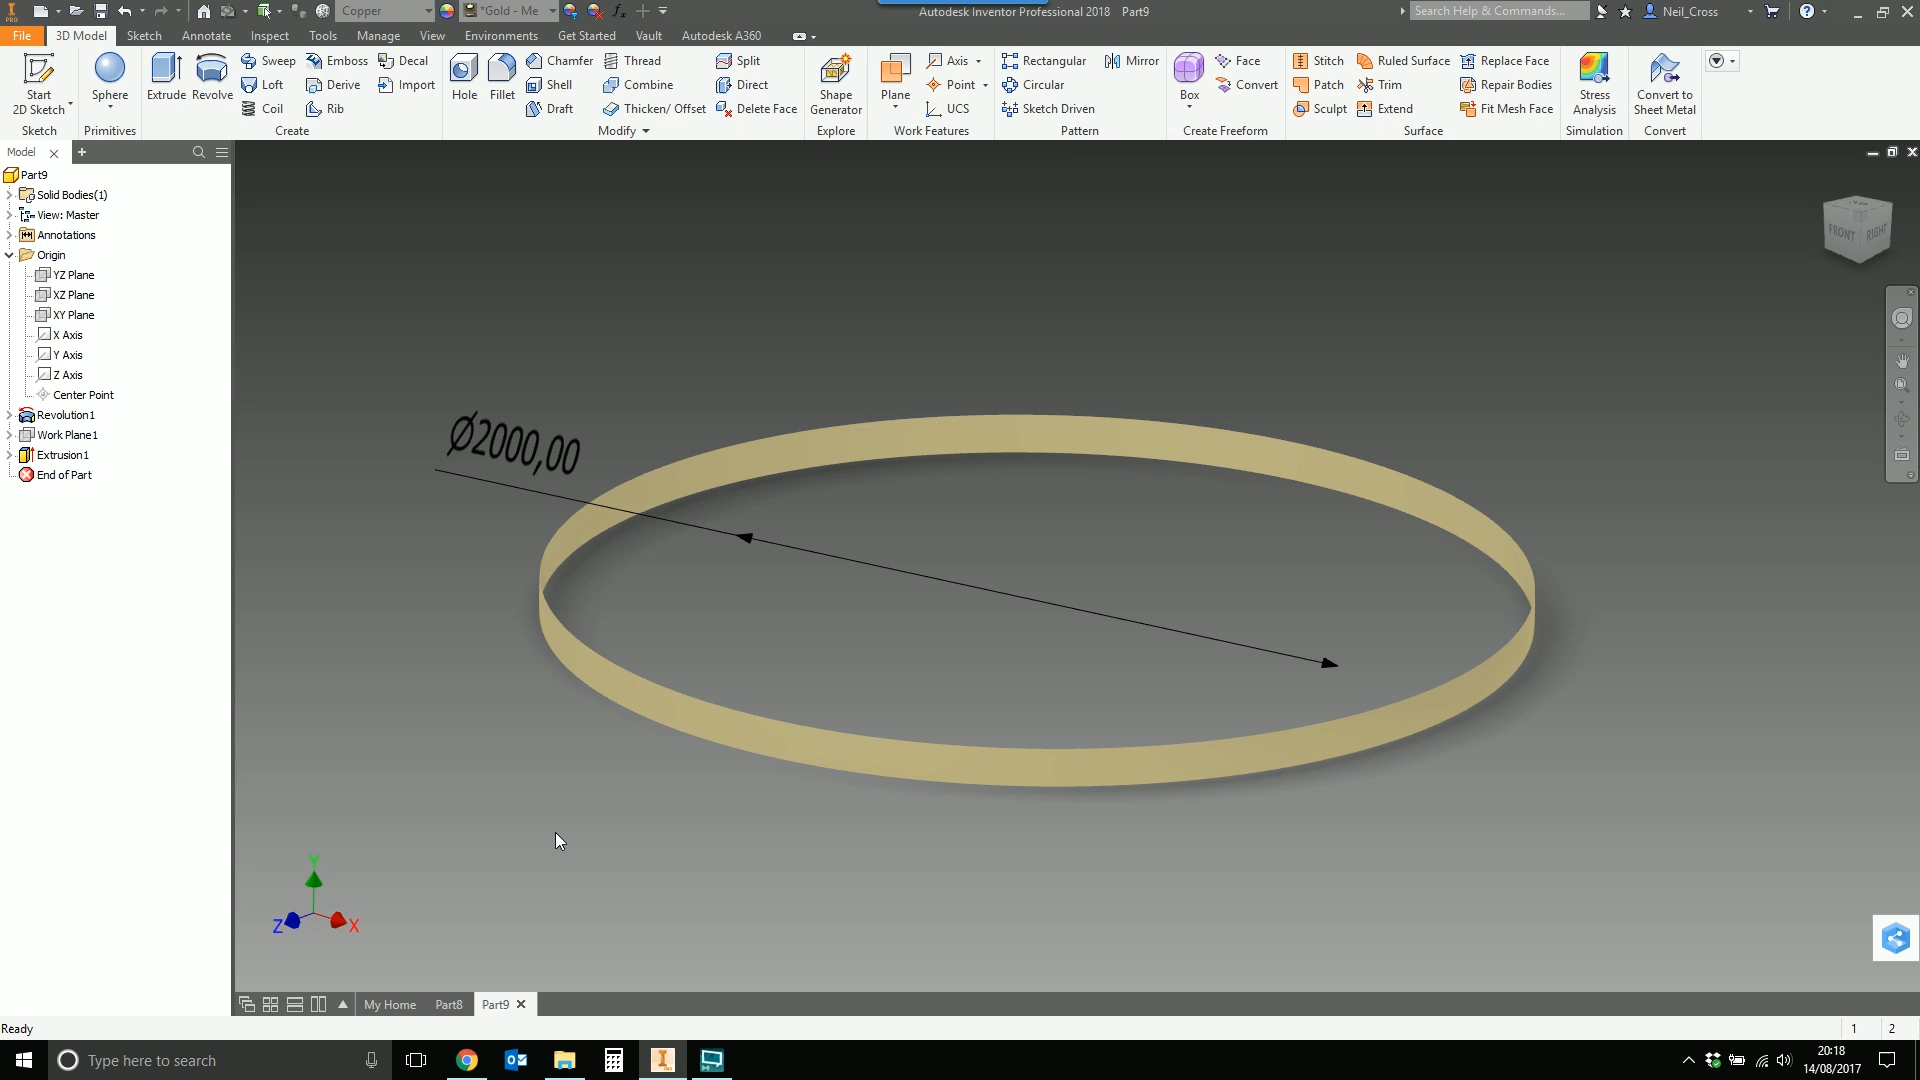 Copper
*Gold - Me
Autodesk Inventor Professional 2018 Part9
Search Help & Commands...
Neil_Cross
PRO
File
3D Model
Sketch
Annotate
Inspect
Tools
Manage
View
Environments
Get Started
Vault
Autodesk A360
Start
2D Sketch
Sketch
Sphere
Primitives
Extrude
Revolve
Sweep
Loft
Coil
Emboss
Derive
Rib
Decal
Import
Create
Hole
Fillet
Chamfer
Shell
Draft
Thread
Combine
Thicken/ Offset
Split
Direct
Delete Face
Modify
Shape
Generator
Explore
Plane
Axis
Point
UCS
Work Features
Rectangular
Circular
Sketch Driven
Mirror
Pattern
Box
Face
Convert
Create Freeform
Stitch
Patch
Sculpt
Ruled Surface
Trim
Extend
Replace Face
Repair Bodies
Fit Mesh Face
Surface
Stress
Analysis
Simulation
Convert to
Sheet Metal
Convert
Model
Part9
Solid Bodies(1)
View: Master
Annotations
Origin
YZ Plane
XZ Plane
XY Plane
X Axis
Y Axis
Z Axis
Center Point
Revolution1
Work Plane1
Extrusion1
End of Part
Ø2000,00
FRONT
RIGHT
Y
Z
X
My Home
Part8
Part9
Ready
1
2
Type here to search
20:18
14/08/2017